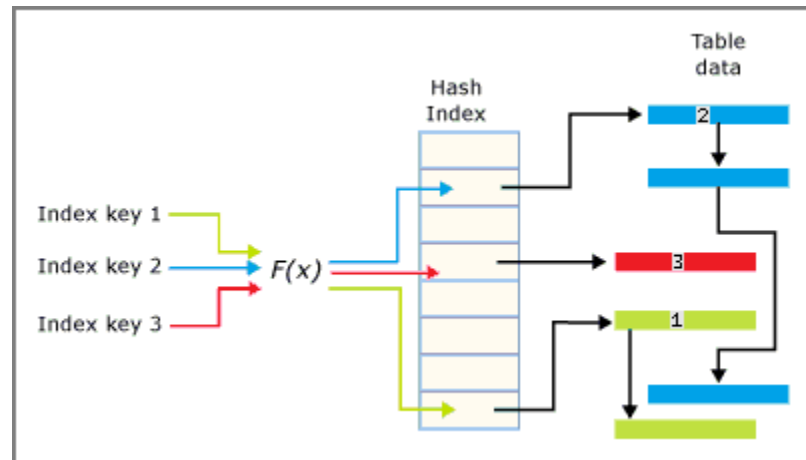 Table
data
Hash
Index
2
Index key 1
Index key 2
F(x)
3
Index key 3
1